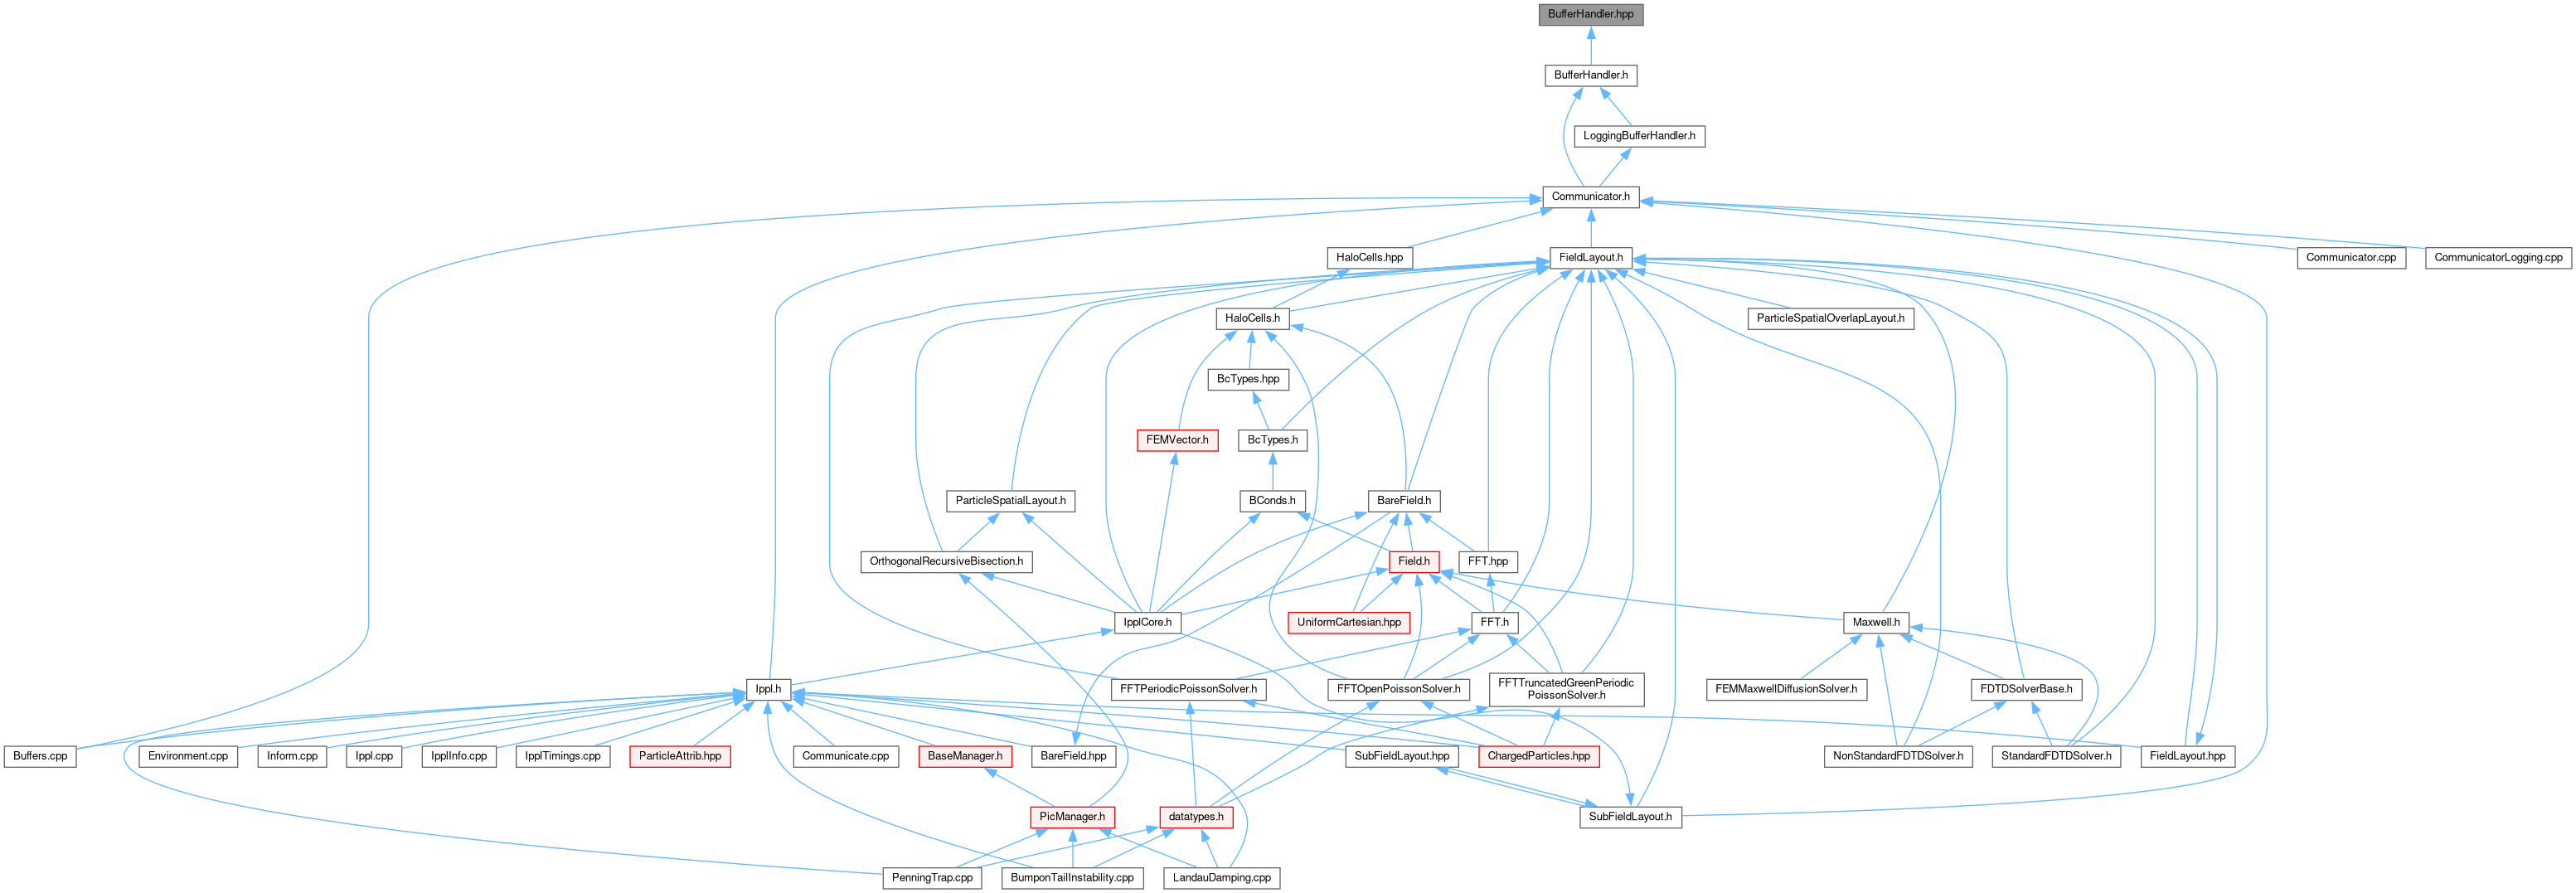 BufferHandler.hpp
BufferHandler.h
LoggingBufferHandler.h
Communicator.h
HaloCells.hpp
FieldLayout.h
Communicator.cpp
CommunicatorLogging.cpp
HaloCells.h
ParticleSpatialOverlapLayout.h
BcTypes.hpp
FEMVector.h
BcTypes.h
ParticleSpatialLayout.h
BConds.h
BareField.h
OrthogonalRecursiveBisection.h
Field.h
FFT.hpp
IpplCore.h
UniformCartesian.hpp
FFT.h
Maxwell.h
Ippl.h
FFTPeriodicPoissonSolver.h
FFTOpenPoissonSolver.h
FFTTruncatedGreenPeriodic
PoissonSolver.h
FEMMaxwellDiffusionSolver.h
FDTDSolverBase.h
Buffers.cpp
Environment.cpp
Inform.cpp
Ippl.cpp
IpplInfo.cpp
IpplTimings.cpp
ParticleAttrib.hpp
Communicate.cpp
BaseManager.h
BareField.hpp
SubFieldLayout.hpp
ChargedParticles.hpp
NonStandardFDTDSolver.h
StandardFDTDSolver.h
FieldLayout.hpp
PicManager.h
datatypes.h
SubFieldLayout.h
PenningTrap.cpp
BumponTailInstability.cpp
LandauDamping.cpp